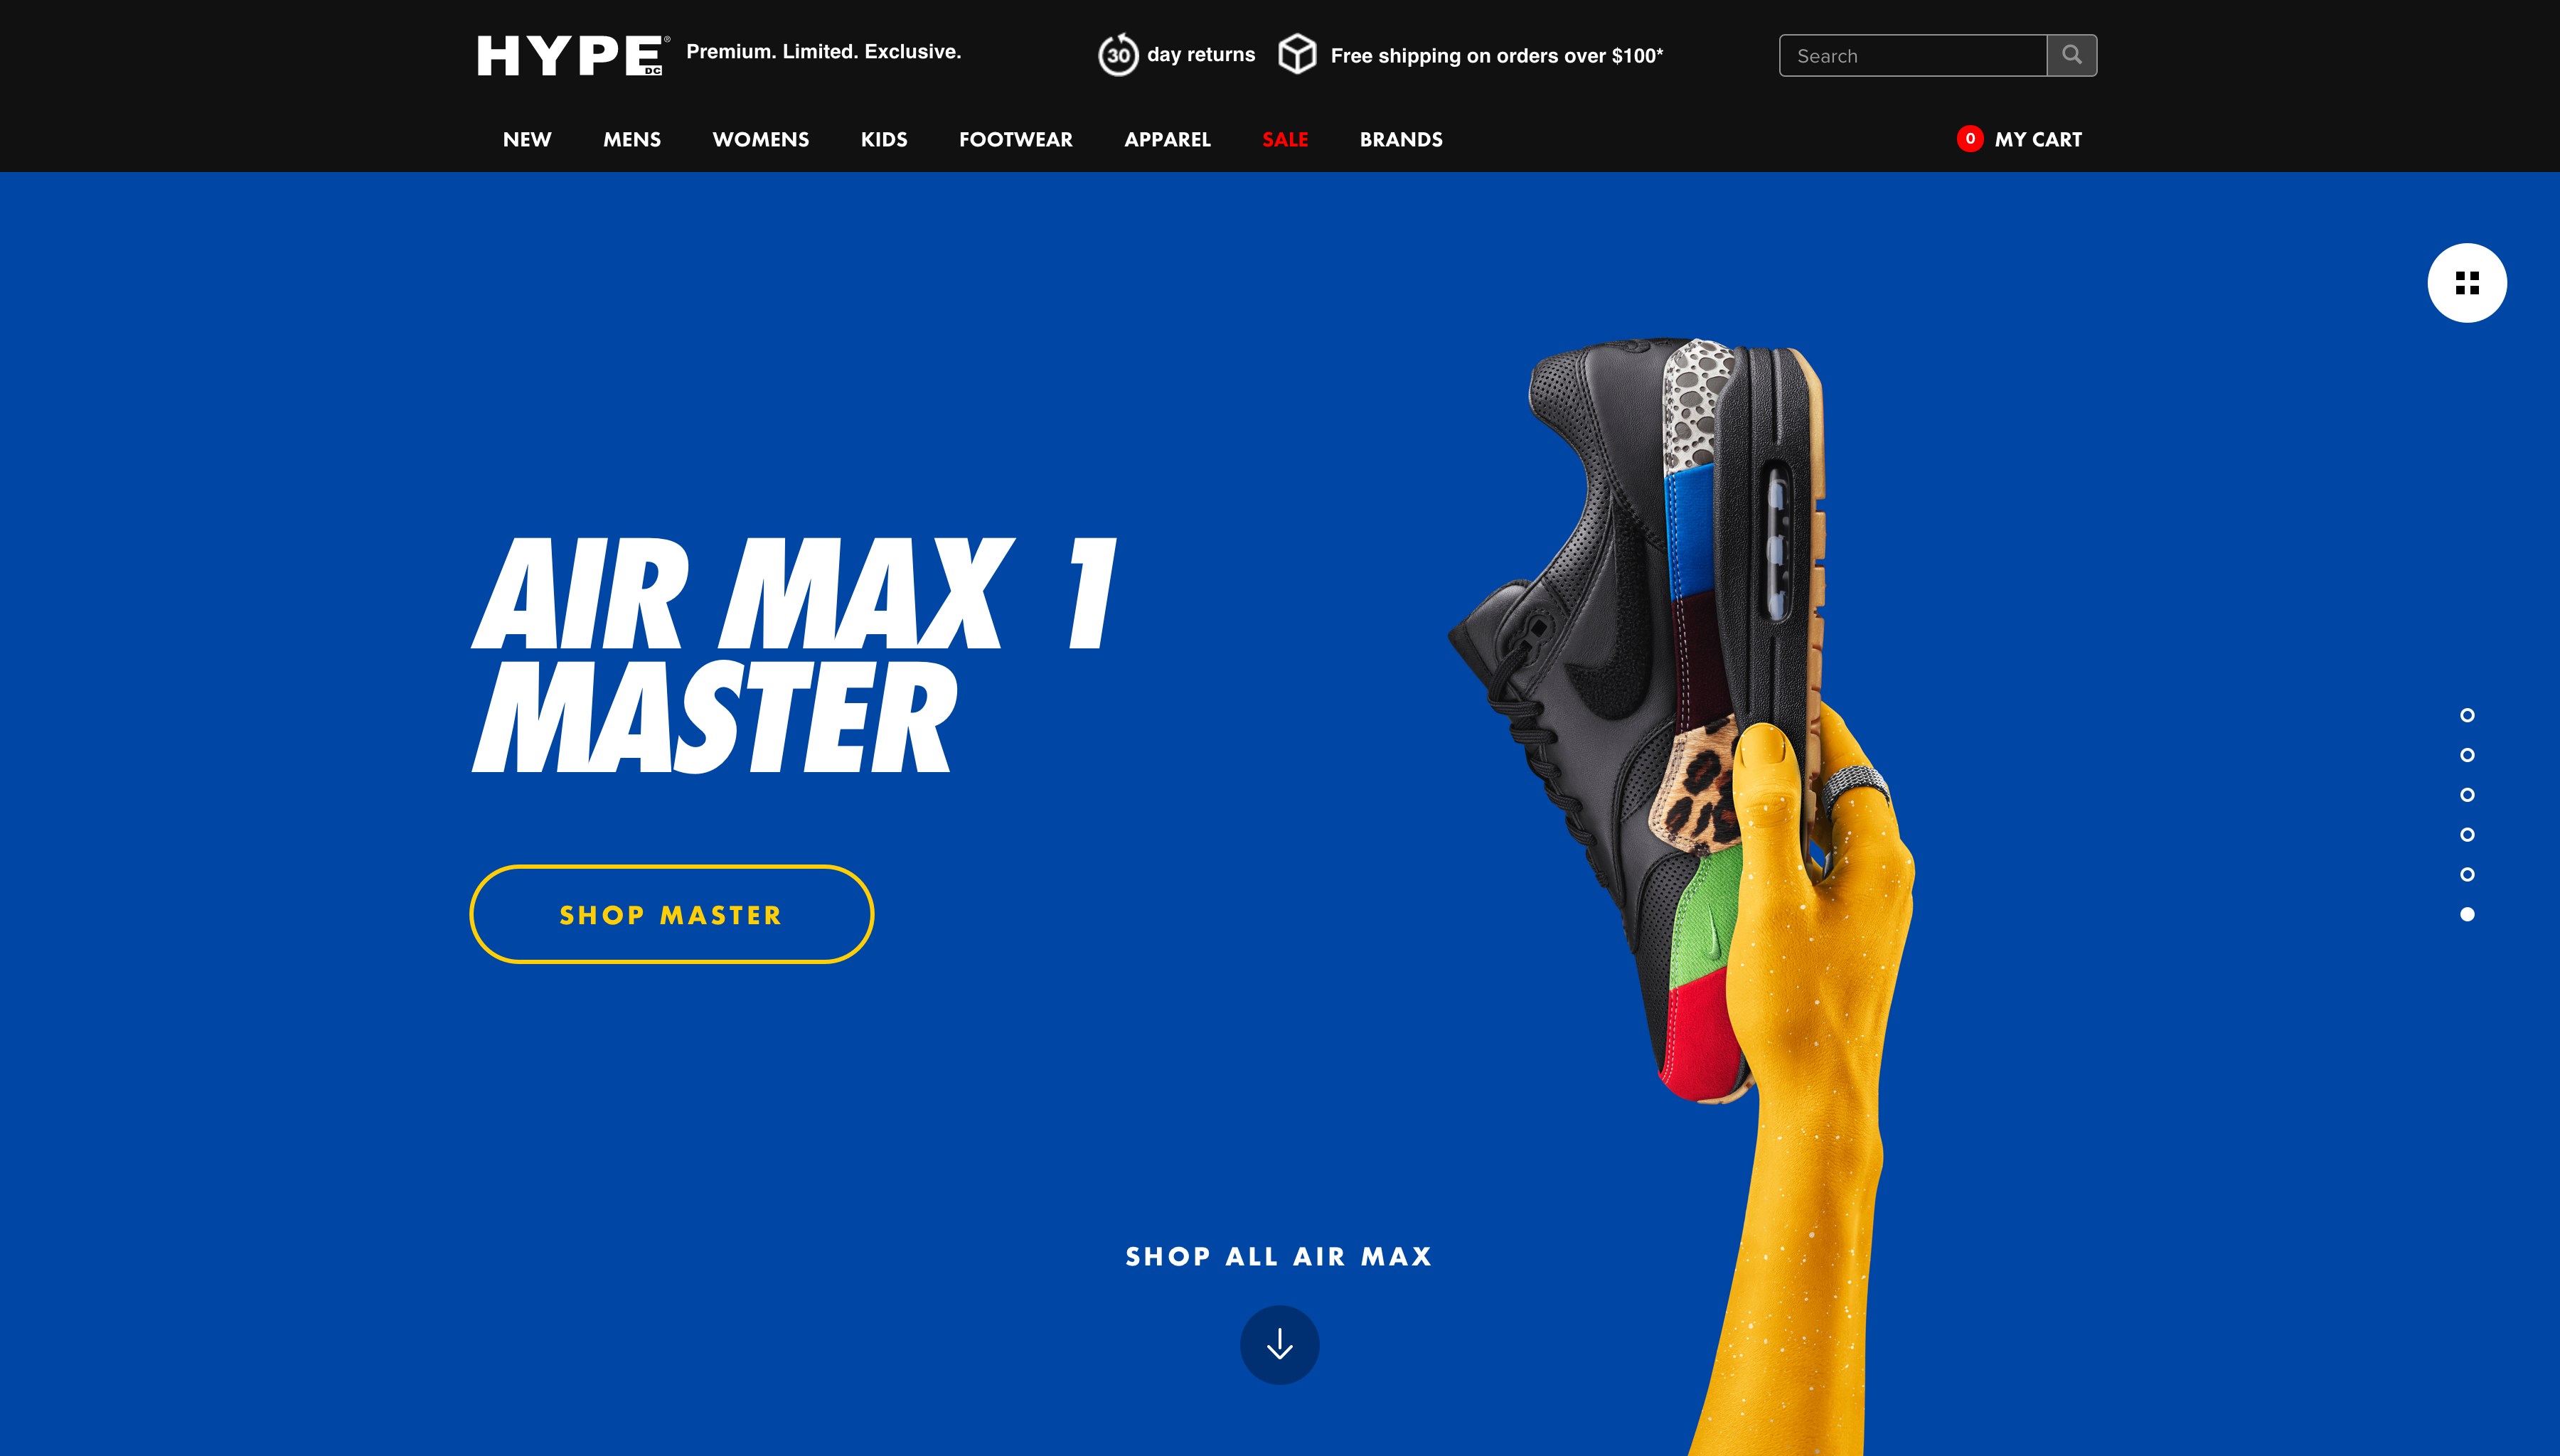 HYPE DC ® Premium. Limited. Exclusive.
30 day returns
Free shipping on orders over $100*
Search
NEW MENS WOMENS KIDS FOOTWEAR APPAREL SALE BRANDS
0 MY CART
AIR MAX 1
MASTER
SHOP MASTER
SHOP ALL AIR MAX